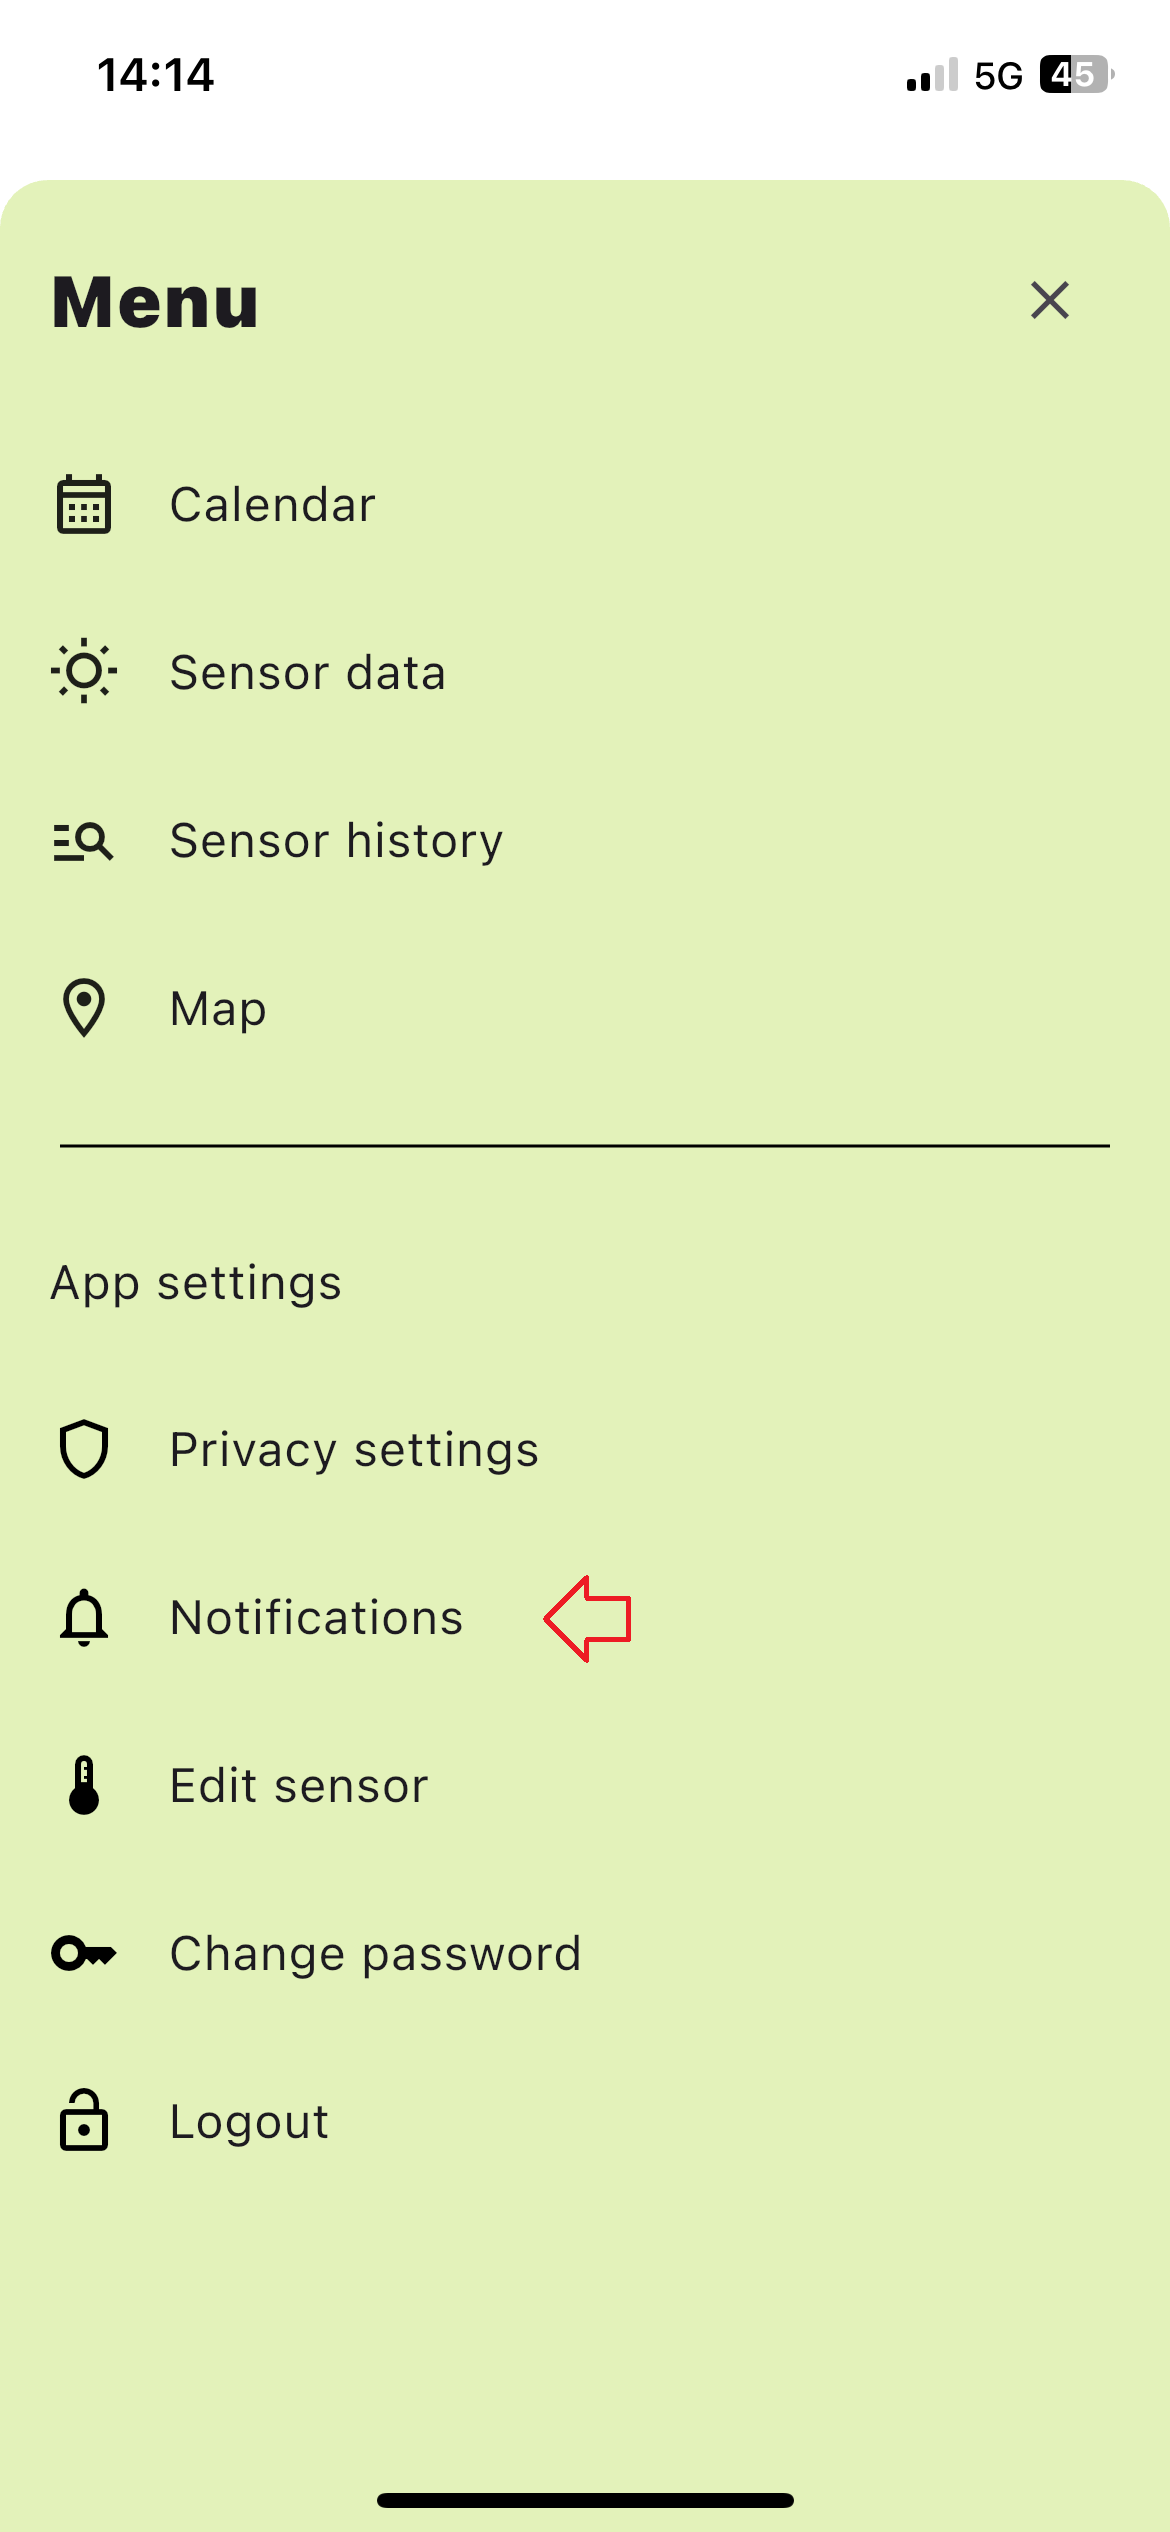 14:14
5G
45
Menu
Calendar
Sensor data
Sensor history
Map
App settings
Privacy settings
Notifications
Edit sensor
Change password
Logout